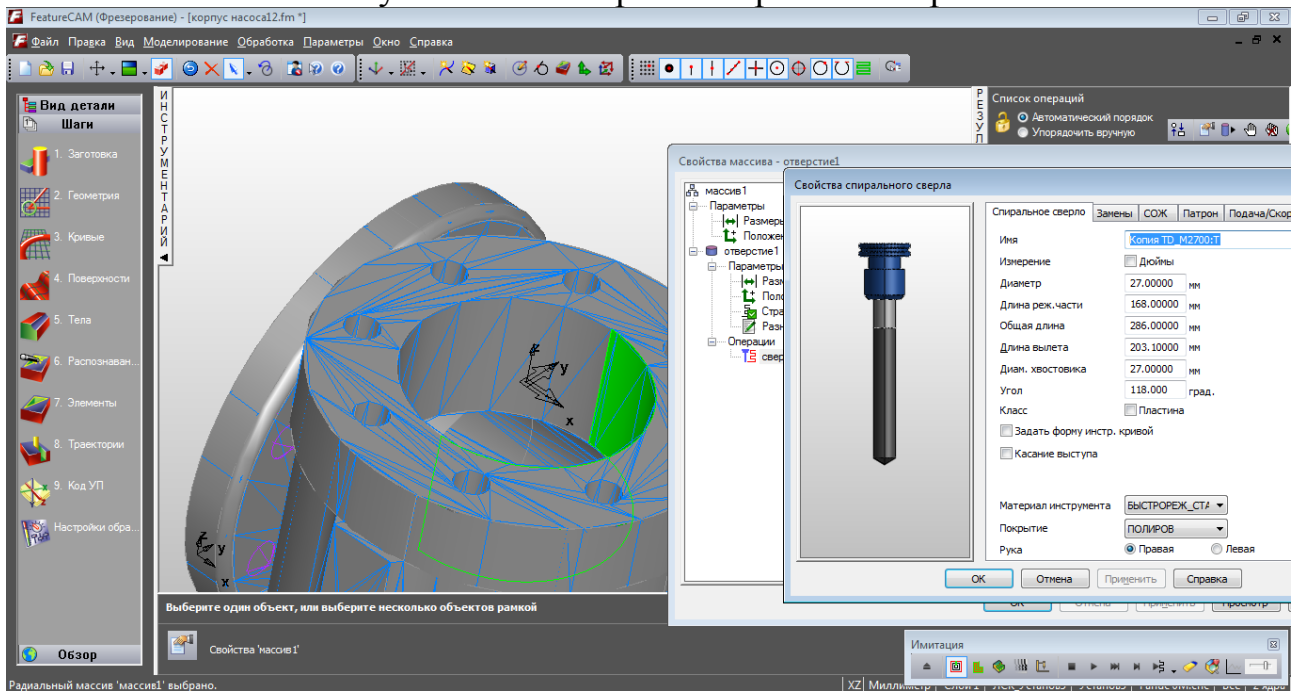 FeatureCAM (Фрезерование) - [корпус насоса12.fm *]
Файл Правка Вид Моделирование Обработка Параметры Окно Справка
Вид детали
Шаги
1. Заготовка
2. Геометрия
3. Кривые
4. Поверхности
5. Тела
6. Распознаван...
7. Элементы
8. Траектории
9. Код УП
Настройки обра...
Обзор
ИНСТРУМЕНТАРИЙ
z
y
x
z
y
x
РЕЗУЛ
Список операций
Автоматический порядок
Упорядочить вручную
Свойства массива - отверстие1
массив1
Параметры
Размеры
Положен
отверстие1
Параметры
Разм
Поло
Стра
Разн
Операции
свер
Свойства спирального сверла
Спиральное сверло Замены СОЖ Патрон Подача/Скор
Имя Копия TD_M2700:T
Измерение Дюймы
Диаметр 27.00000 мм
Длина реж.части 168.00000 мм
Общая длина 286.00000 мм
Длина вылета 203.10000 мм
Диам. хвостовика 27.00000 мм
Угол 118.000 град.
Класс Пластина
Задать форму инстр. кривой
Касание выступа
Материал инструмента БЫСТРОРЕЖ_СТА
Покрытие ПОЛИРОВ
Рука Правая Левая
ОК Отмена Применить Справка
Выберите один объект, или выберите несколько объектов рамкой
Свойства 'массив1'
Имитация
Радиальный массив 'массив1' выбрано.
XZ Миллиметр